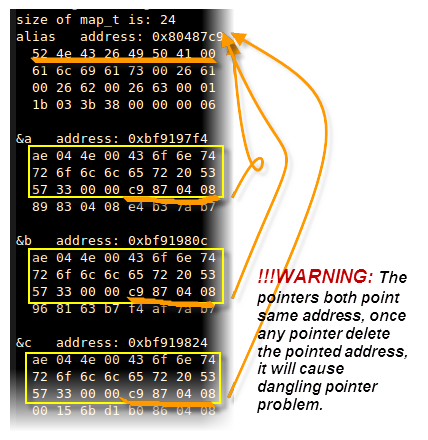 size of map_t is: 24
alias   address: 0x80487c9
52 4e 43 26 49 50 41 00
61 6c 69 61 73 00 26 61
00 26 62 00 26 63 00 01
1b 03 3b 38 00 00 00 06
&a   address: 0xbf9197f4
ae 04 4e 00 43 6f 6e 74
72 6f 6c 6c 65 72 20 53
57 33 00 00 c9 87 04 08
89 83 04 08 e4 b3 7a b7
&b   address: 0xbf91980c
ae 04 4e 00 43 6f 6e 74
72 6f 6c 6c 65 72 20 53
57 33 00 00 c9 87 04 08
96 81 63 b7 f4 af 7a b7
&c   address: 0xbf919824
ae 04 4e 00 43 6f 6e 74
72 6f 6c 6c 65 72 20 53
57 33 00 00 c9 87 04 08
00 15 6b d1 b0 86 04 08
!!!WARNING: The
pointers both point
same address, once
any pointer delete
the pointed address,
it will cause
dangling pointer
problem.